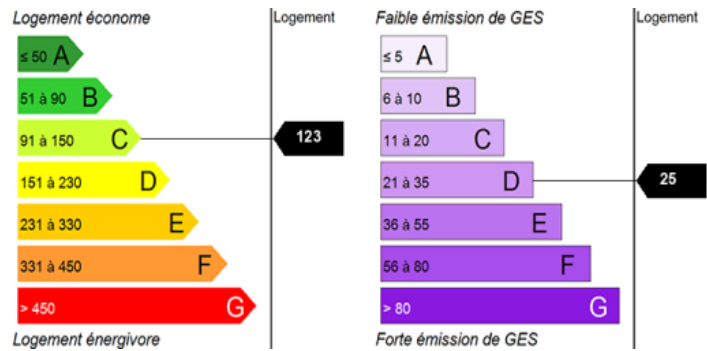 Logement économe
Logement
≤ 50 A
51 à 90 B
91 à 150 C
123
151 à 230 D
231 à 330 E
331 à 450 F
> 450 G
Logement énergivore
Faible émission de GES
Logement
≤ 5 A
6 à 10 B
11 à 20 C
21 à 35 D
25
36 à 55 E
56 à 80 F
> 80 G
Forte émission de GES